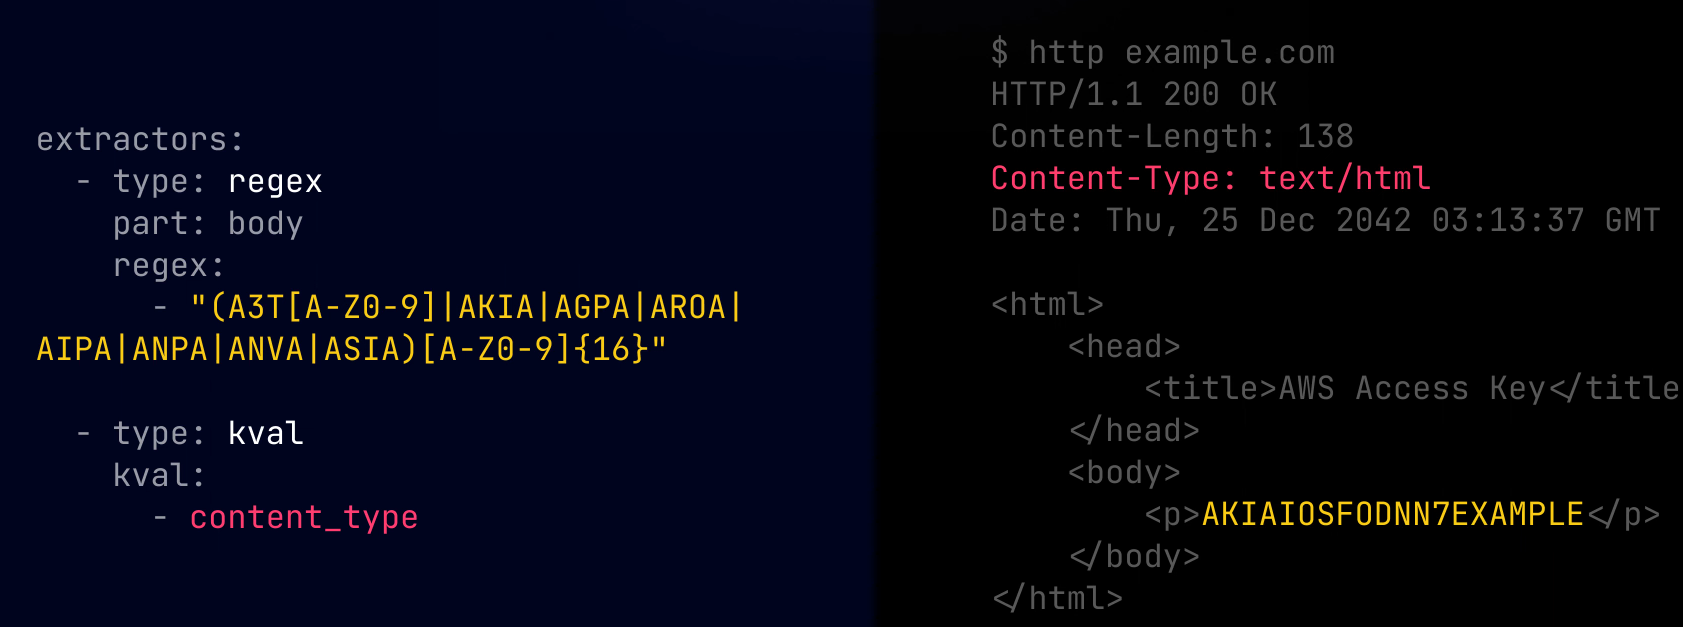 extractors:
  - type: regex
    part: body
    regex:
      - "(A3T[A-Z0-9]|AKIA|AGPA|AROA|
AIPA|ANPA|ANVA|ASIA)[A-Z0-9]{16}"
  - type: kval
    kval:
      - content_type
$ http example.com
HTTP/1.1 200 OK
Content-Length: 138
Content-Type: text/html
Date: Thu, 25 Dec 2042 03:13:37 GMT
<html>
    <head>
        <title>AWS Access Key</title
    </head>
    <body>
        <p>AKIAIOSFODNN7EXAMPLE</p>
    </body>
</html>